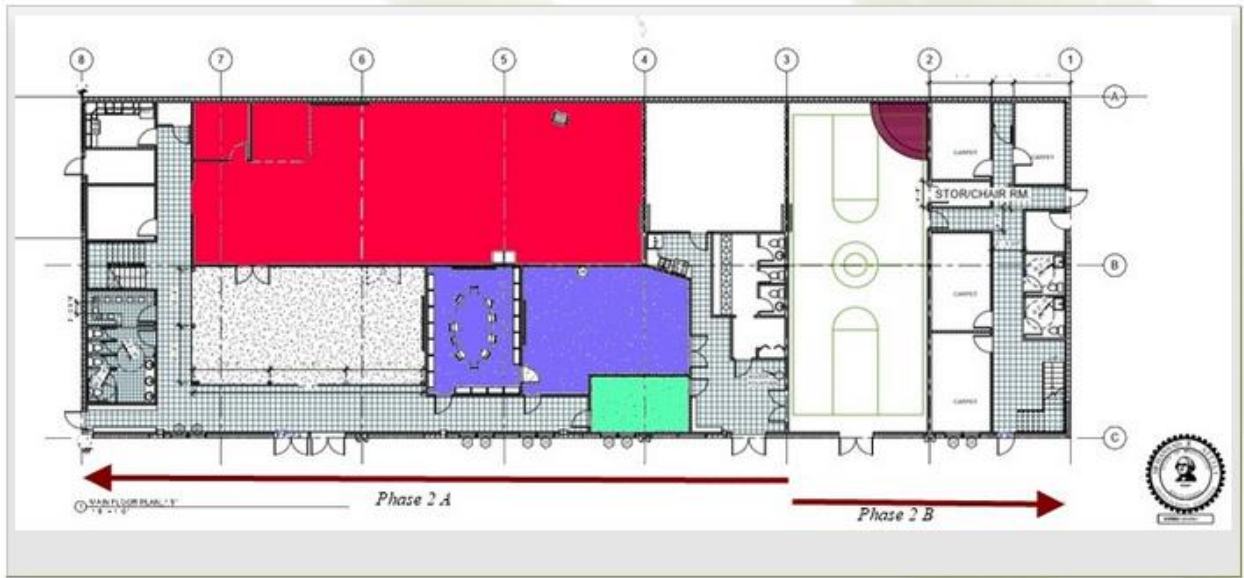 8 7 6 5 4 3 2 1
A
CARPET
CARPET
STOR/CHAIR RM.
B
CARPET
CARPET
C
Phase 2 A
Phase 2 B
1 MAIN FLOOR PLAN